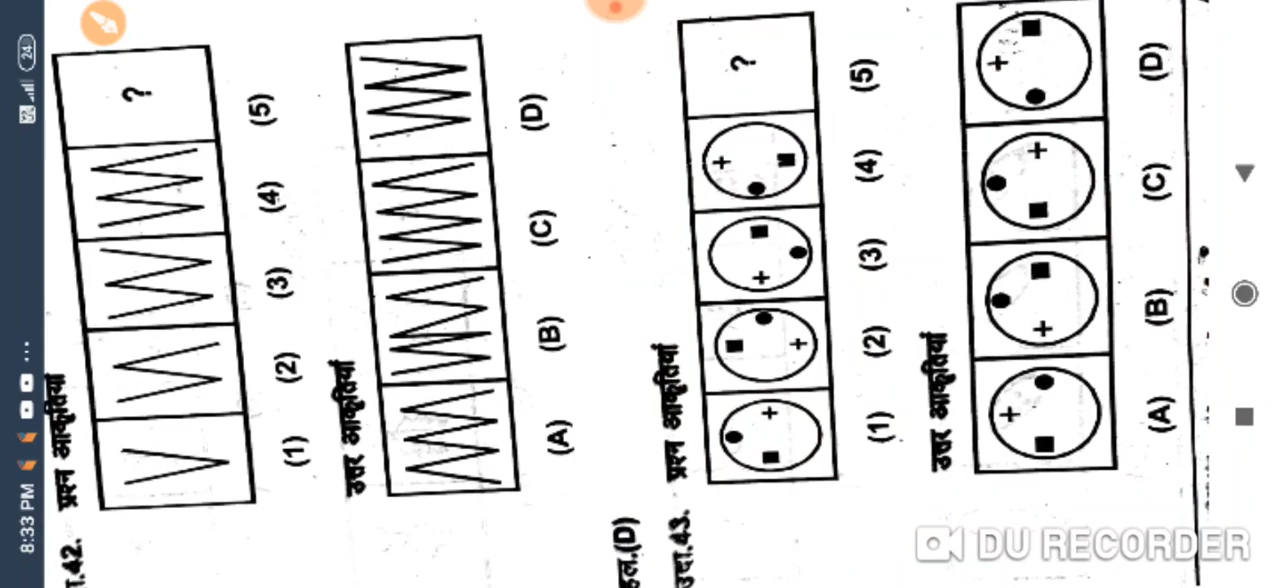 8:33 PM
24
.42. प्रश्न आकृतियां
?
(1) (2) (3) (4) (5)
उत्तर आकृतियां
(A) (B) (C) (D)
हल.(D)
उदा.43. प्रश्न आकृतियां
?
(1) (2) (3) (4) (5)
उत्तर आकृतियां
(A) (B) (C) (D)
DU RECORDER